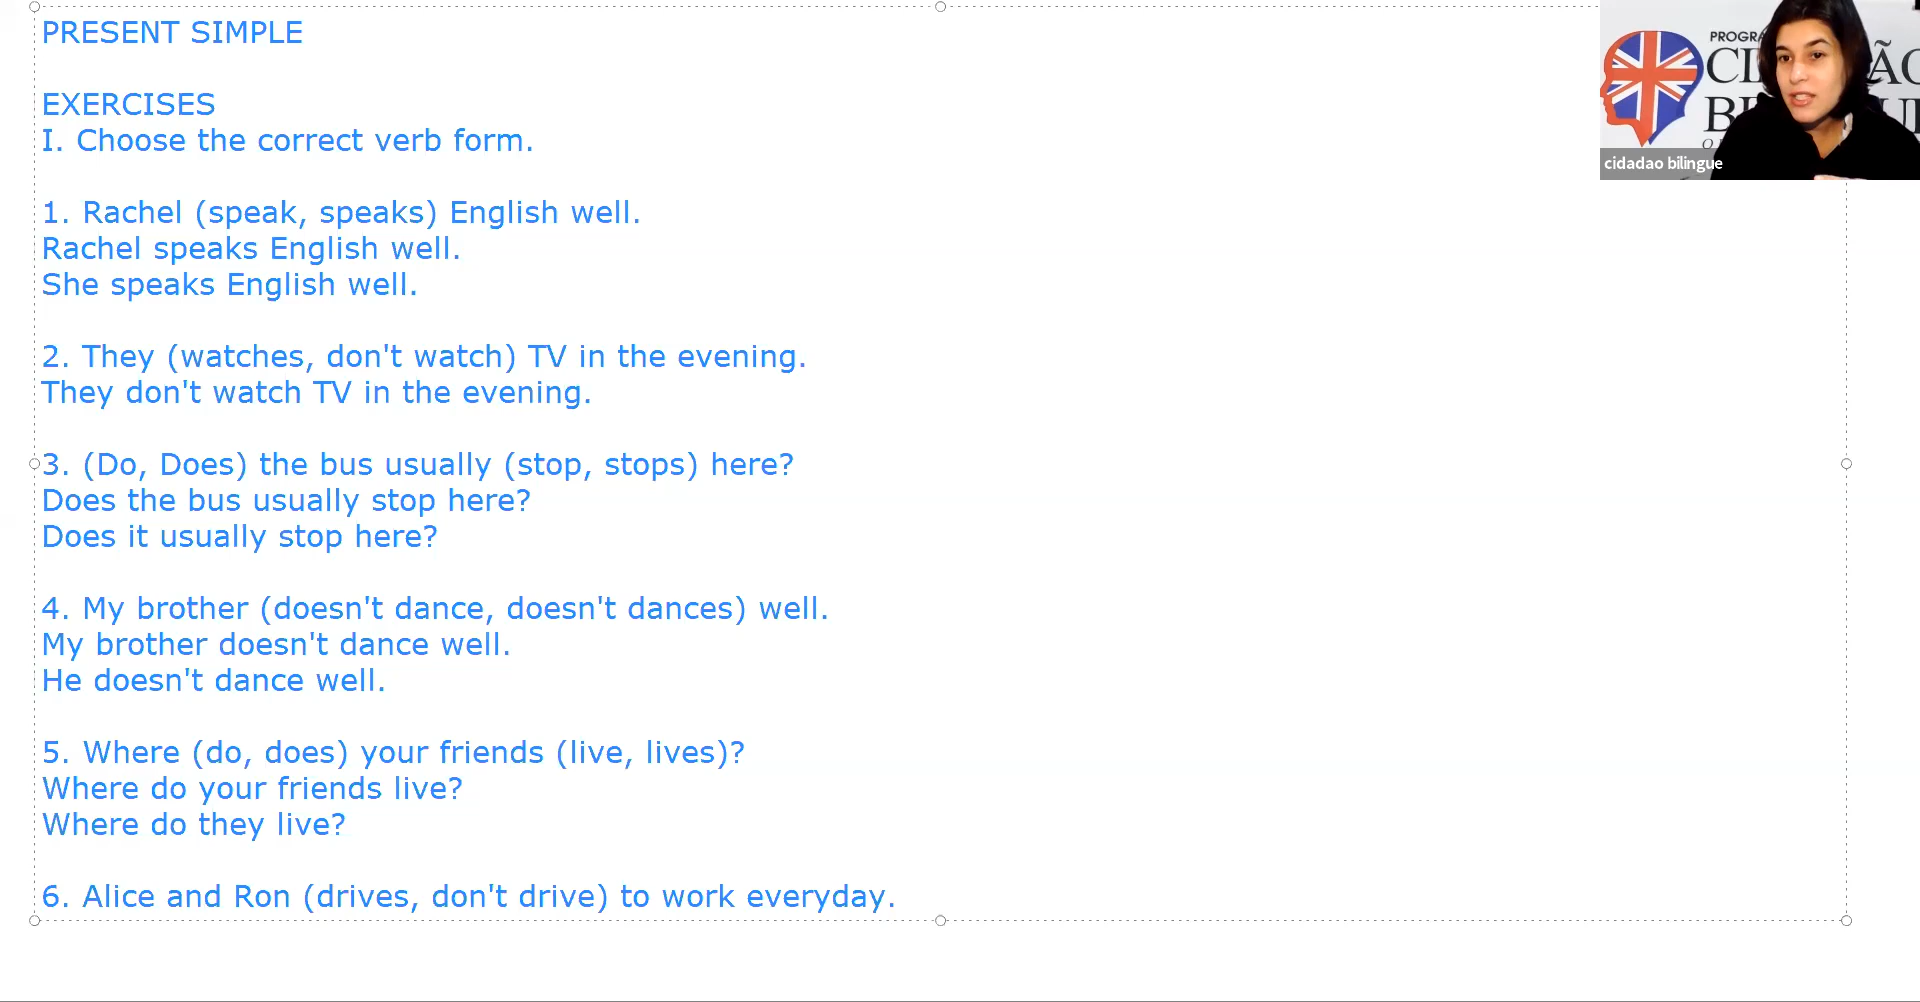 PRESENT SIMPLE
EXERCISES
I. Choose the correct verb form.
1. Rachel (speak, speaks) English well.
Rachel speaks English well.
She speaks English well.
2. They (watches, don't watch) TV in the evening.
They don't watch TV in the evening.
3. (Do, Does) the bus usually (stop, stops) here?
Does the bus usually stop here?
Does it usually stop here?
4. My brother (doesn't dance, doesn't dances) well.
My brother doesn't dance well.
He doesn't dance well.
5. Where (do, does) your friends (live, lives)?
Where do your friends live?
Where do they live?
6. Alice and Ron (drives, don't drive) to work everyday.
cidadao bilingue